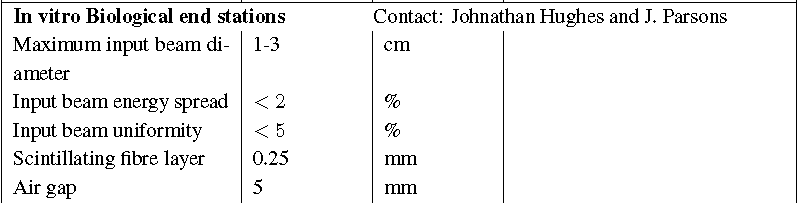 In vitro Biological end stations Contact: Johnathan Hughes and J. Parsons
Maximum input beam di- 1-3 cm
ameter
Input beam energy spread < 2 %
Input beam uniformity < 5 %
Scintillating fibre layer 0.25 mm
Air gap 5 mm